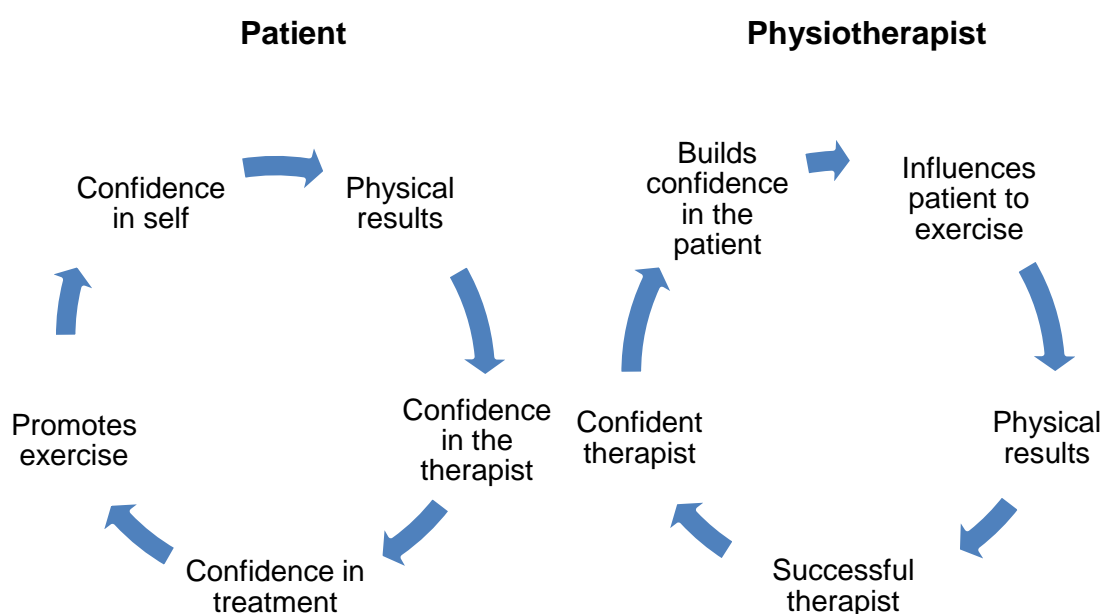 Patient
Confidence
in self
Physical
results
Confidence
in the
therapist
Confidence in
treatment
Promotes
exercise
Physiotherapist
Builds
confidence
in the
patient
Influences
patient to
exercise
Physical
results
Successful
therapist
Confident
therapist